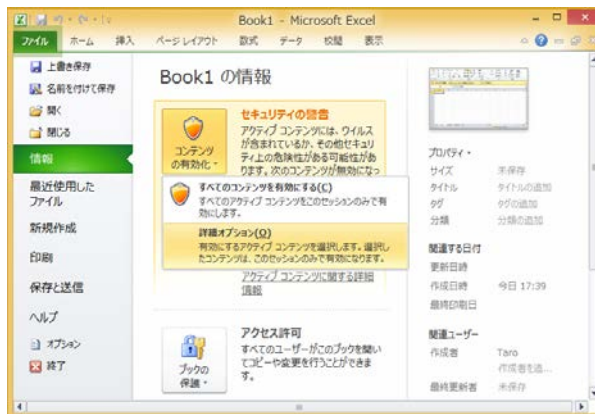 Book1 - Microsoft Excel
ファイル ホーム 挿入 ページ レイアウト 数式 データ 校閲 表示
上書き保存
名前を付けて保存
開く
閉じる
情報
最近使用した
ファイル
新規作成
印刷
保存と送信
ヘルプ
オプション
終了
Book1 の情報
コンテンツ
の有効化
セキュリティの警告
アクティブ コンテンツには、ウイルス
が含まれているか、その他セキュリ
ティ上の危険性がある可能性があ
ります。次のコンテンツが無効になっ
すべてのコンテンツを有効にする(C)
すべてのアクティブ コンテンツをこのセッションのみで有
効にします。
詳細オプション(O)
有効にするアクティブ コンテンツを選択します。選択し
たコンテンツは、このセッションのみで有効になります。
アクティブ コンテンツに関する詳細
情報
ブックの
保護
アクセス許可
すべてのユーザーがこのブックを開い
てコピーや変更を行うことができま
す。
プロパティ
サイズ 未保存
タイトル タイトルの追加
タグ タグの追加
分類 分類の追加
関連する日付
更新日時
作成日時 今日 17:39
最終印刷日
関連ユーザー
作成者 Taro
作成者を追...
最終更新者 未保存